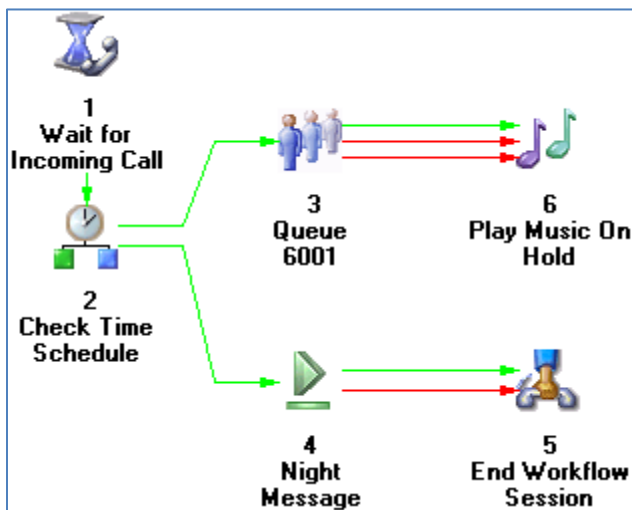 1
Wait for
Incoming Call
2
Check Time
Schedule
3
Queue
6001
6
Play Music On
Hold
4
Night
Message
5
End Workflow
Session